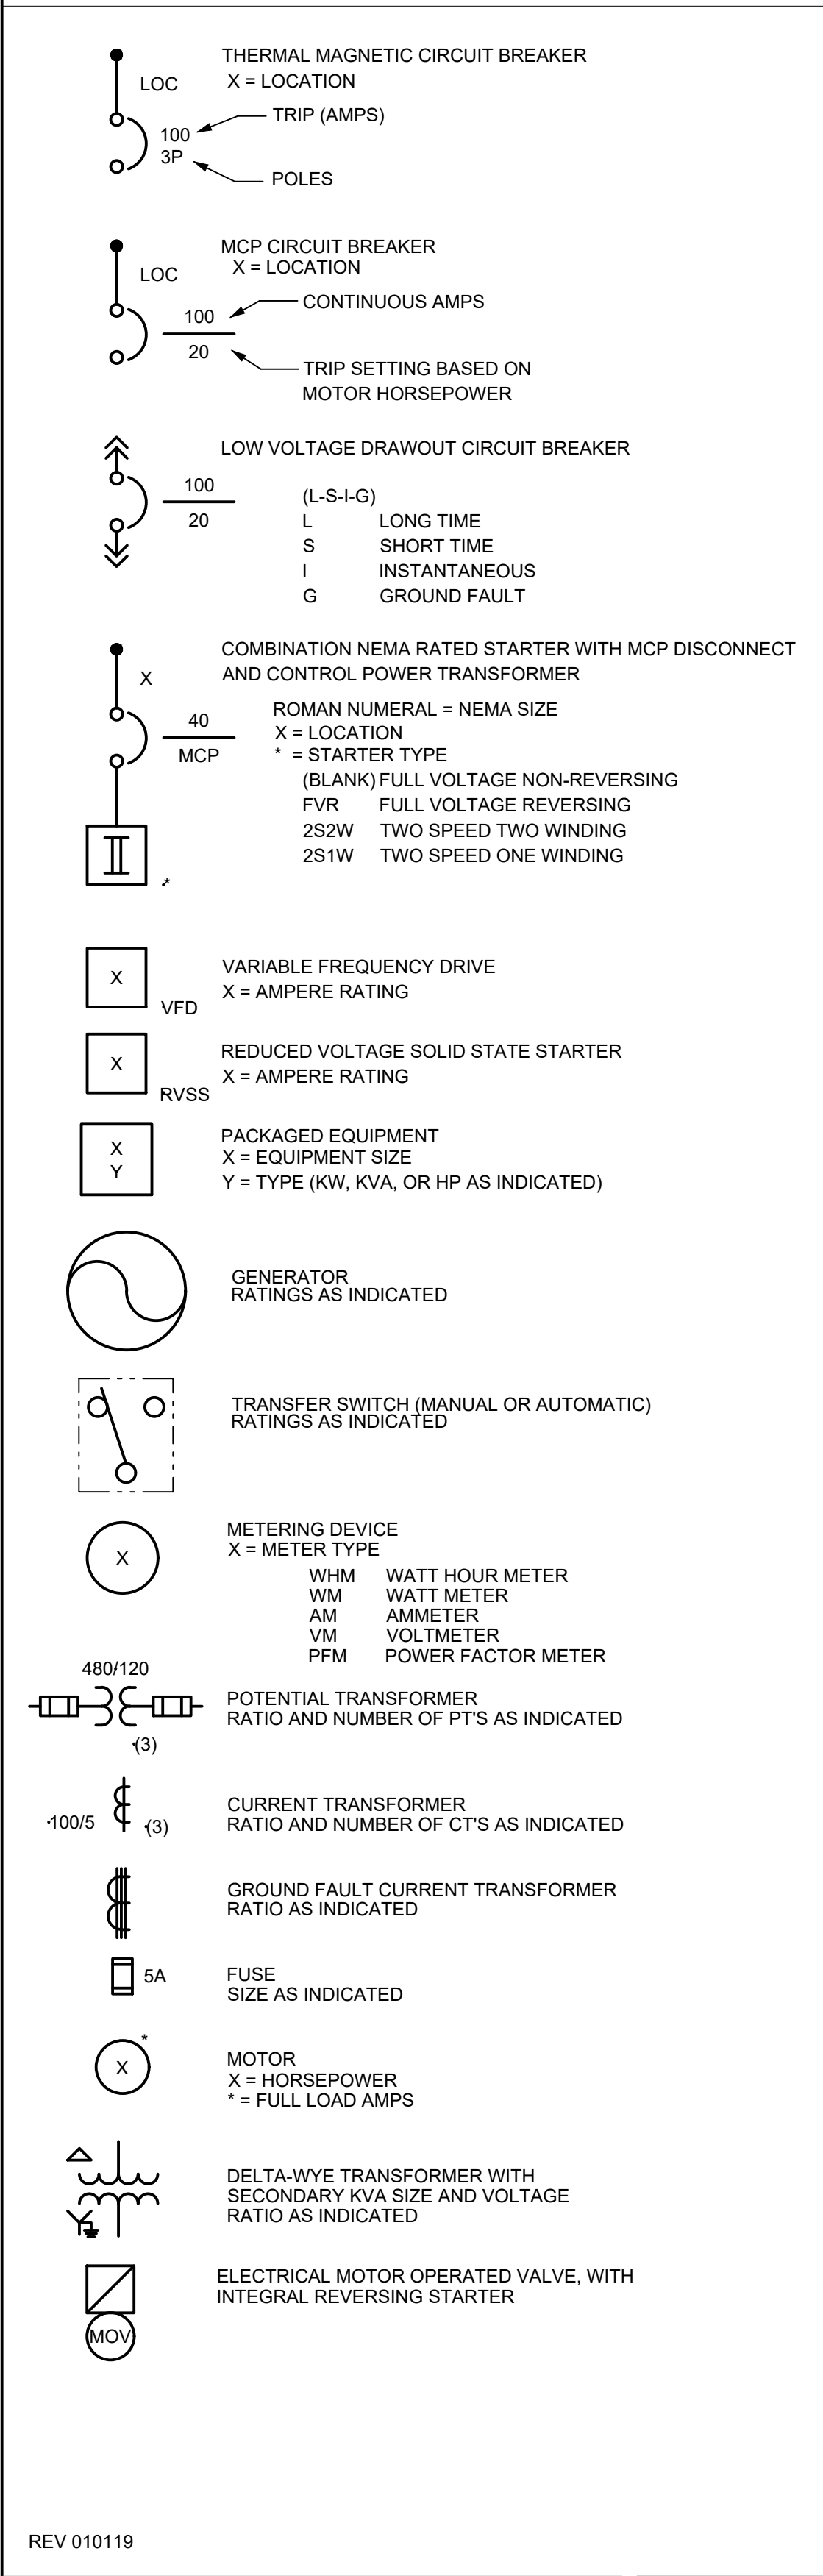 THERMAL MAGNETIC CIRCUIT BREAKER
LOC X = LOCATION
TRIP (AMPS)
100
3P
POLES
MCP CIRCUIT BREAKER
LOC X = LOCATION
CONTINUOUS AMPS
100
20
TRIP SETTING BASED ON
MOTOR HORSEPOWER
LOW VOLTAGE DRAWOUT CIRCUIT BREAKER
100
20
(L-S-I-G)
L LONG TIME
S SHORT TIME
I INSTANTANEOUS
G GROUND FAULT
COMBINATION NEMA RATED STARTER WITH MCP DISCONNECT
X AND CONTROL POWER TRANSFORMER
ROMAN NUMERAL = NEMA SIZE
40
MCP
X = LOCATION
* = STARTER TYPE
(BLANK) FULL VOLTAGE NON-REVERSING
FVR FULL VOLTAGE REVERSING
2S2W TWO SPEED TWO WINDING
2S1W TWO SPEED ONE WINDING
II
*
X
VFD
VARIABLE FREQUENCY DRIVE
X = AMPERE RATING
X
RVSS
REDUCED VOLTAGE SOLID STATE STARTER
X = AMPERE RATING
X
Y
PACKAGED EQUIPMENT
X = EQUIPMENT SIZE
Y = TYPE (KW, KVA, OR HP AS INDICATED)
GENERATOR
RATINGS AS INDICATED
TRANSFER SWITCH (MANUAL OR AUTOMATIC)
RATINGS AS INDICATED
X
METERING DEVICE
X = METER TYPE
WHM WATT HOUR METER
WM WATT METER
AM AMMETER
VM VOLTMETER
PFM POWER FACTOR METER
480/120
(3)
POTENTIAL TRANSFORMER
RATIO AND NUMBER OF PT'S AS INDICATED
100/5
(3)
CURRENT TRANSFORMER
RATIO AND NUMBER OF CT'S AS INDICATED
GROUND FAULT CURRENT TRANSFORMER
RATIO AS INDICATED
5A
FUSE
SIZE AS INDICATED
*
X
MOTOR
X = HORSEPOWER
* = FULL LOAD AMPS
DELTA-WYE TRANSFORMER WITH
SECONDARY KVA SIZE AND VOLTAGE
RATIO AS INDICATED
ELECTRICAL MOTOR OPERATED VALVE, WITH
INTEGRAL REVERSING STARTER
MOV
REV 010119